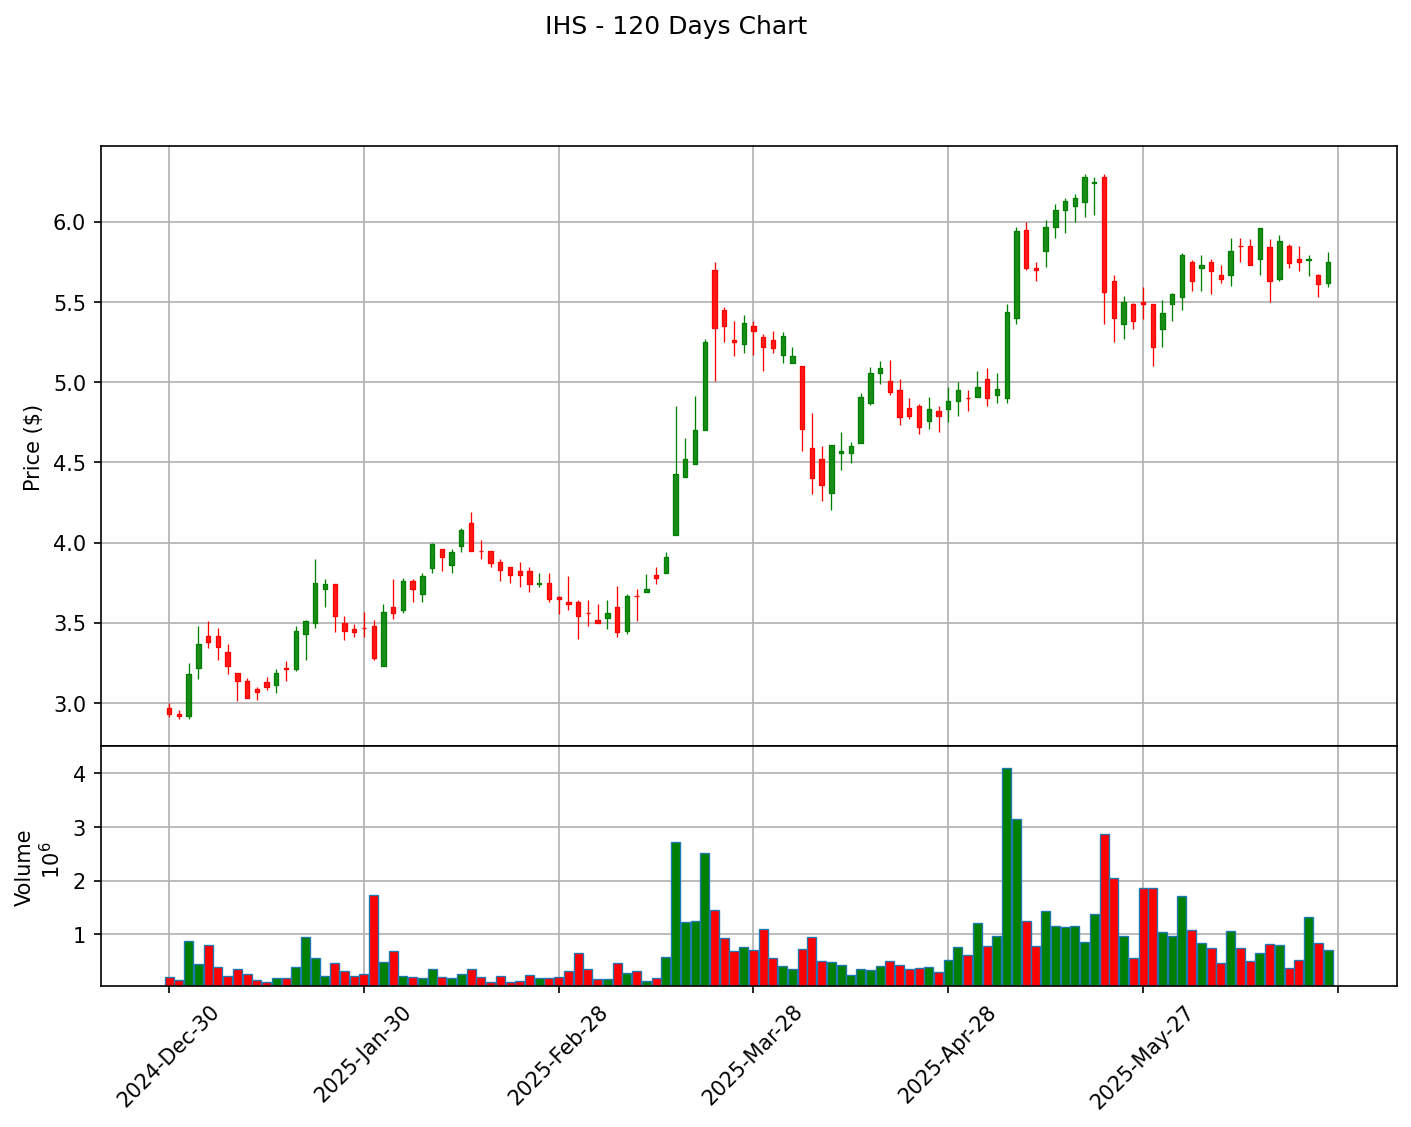 IHS - 120 Days Chart
Price ($)
6.0
5.5
5.0
4.5
4.0
3.5
3.0
Volume
10^6
4
3
2
1
2024-Dec-30
2025-Jan-30
2025-Feb-28
2025-Mar-28
2025-Apr-28
2025-May-27